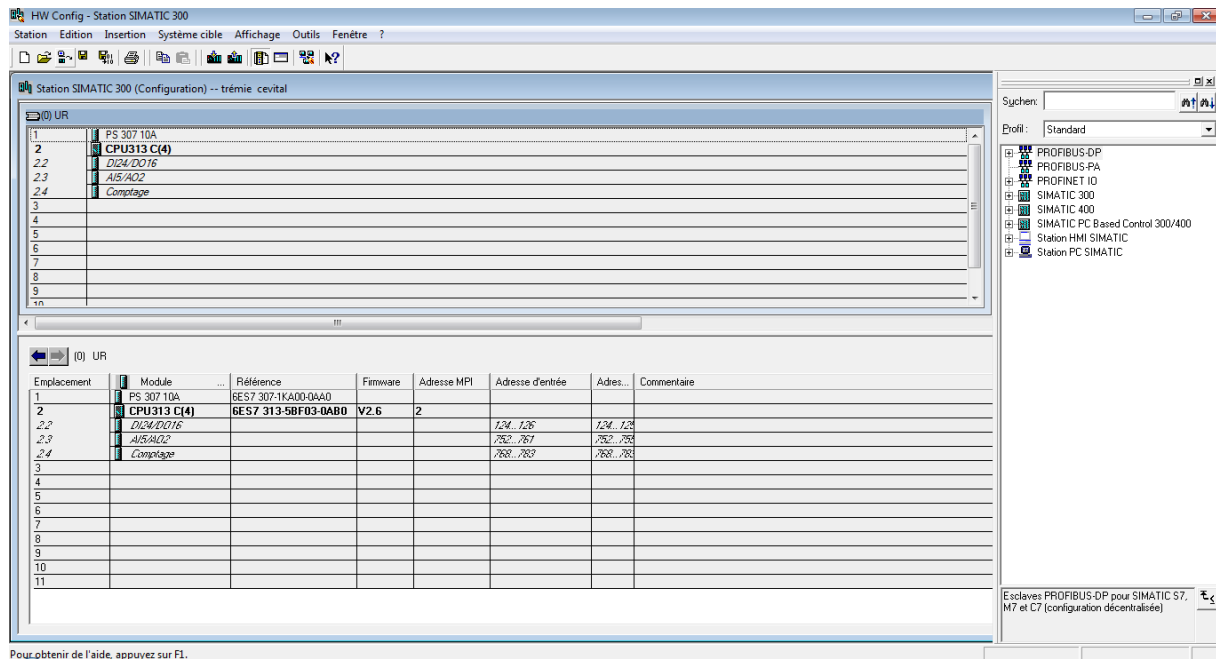 HW Config - Station SIMATIC 300
Station Edition Insertion Système cible Affichage Outils Fenêtre ?
Station SIMATIC 300 (Configuration) -- trémie cevital
(0) UR
1 PS 307 10A
2 CPU313 C(4)
2.2 DI24/DO16
2.3 AI5/AO2
2.4 Comptage
3
4
5
6
7
8
9
10
(0) UR
Emplacement Module ... Référence Firmware Adresse MPI Adresse d'entrée Adres... Commentaire
1 PS 307 10A 6ES7 307-1KA00-0AA0
2 CPU313 C(4) 6ES7 313-5BF03-0AB0 V2.6 2
2.2 DI24/DO16 124...126 124...125
2.3 AI5/AO2 752...761 752...755
2.4 Comptage 768...783 768...783
3
4
5
6
7
8
9
10
11
Suchen:
Profil : Standard
PROFIBUS-DP
PROFIBUS-PA
PROFINET IO
SIMATIC 300
SIMATIC 400
SIMATIC PC Based Control 300/400
Station HMI SIMATIC
Station PC SIMATIC
Esclaves PROFIBUS-DP pour SIMATIC S7,
M7 et C7 (configuration décentralisée)
Pour obtenir de l'aide, appuyez sur F1.